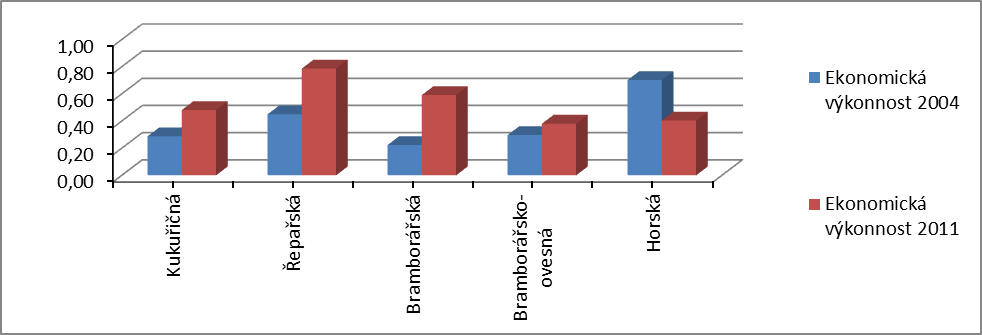 1,00
0,80
0,60
0,40
0,20
0,00
Kukuřičná
Řepařská
Bramborářská
Bramborářsko-
ovesná
Horská
Ekonomická
výkonnost 2004
Ekonomická
výkonnost 2011